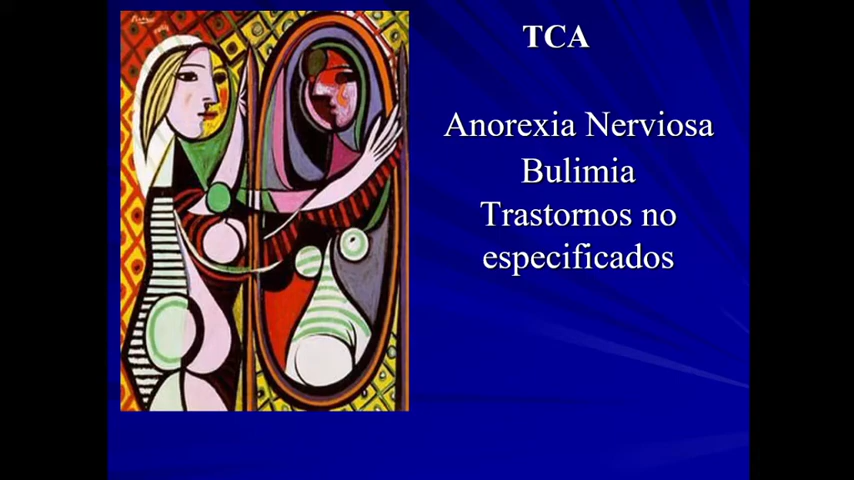 TCA
Anorexia Nerviosa
Bulimia
Trastornos no
especificados